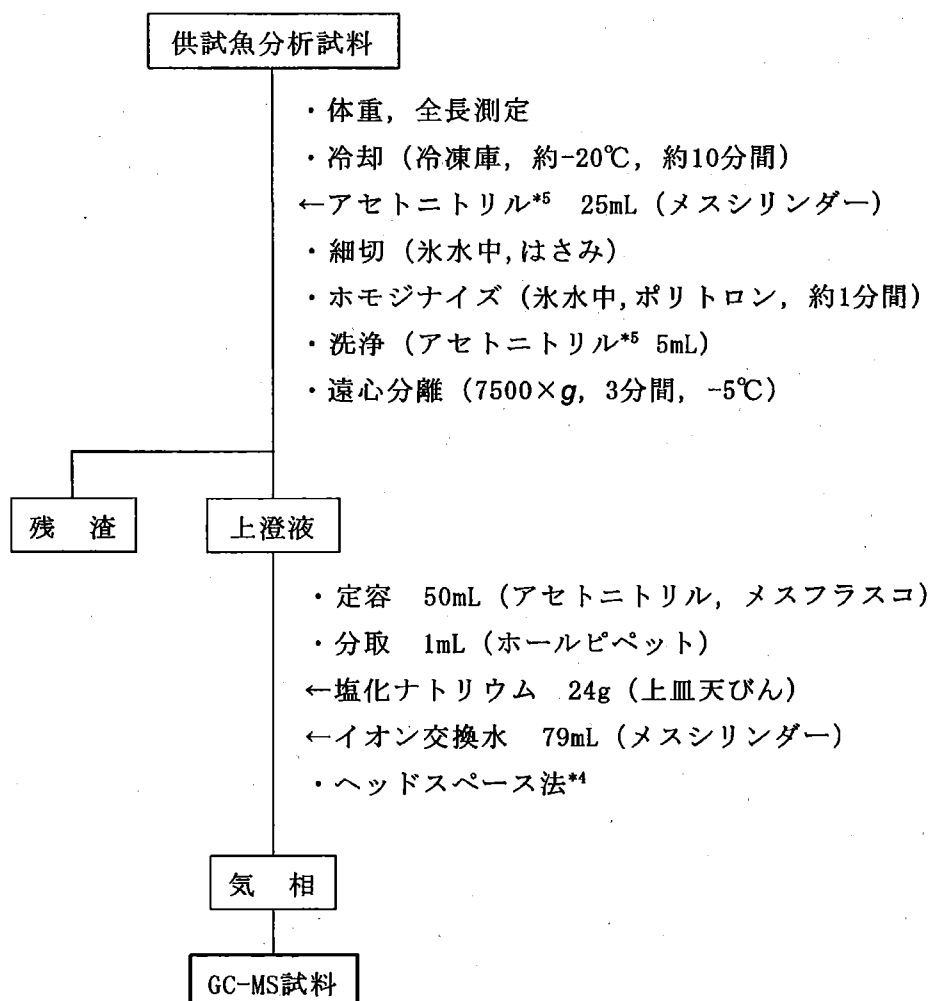 供試魚分析試料
・体重, 全長測定
・冷却 (冷凍庫, 約-20℃, 約10分間)
←アセトニトリル*5 25mL (メスシリンダー)
・細切 (氷水中,はさみ)
・ホモジナイズ (氷水中,ポリトロン, 約1分間)
・洗浄 (アセトニトリル*5 5mL)
・遠心分離 (7500×g, 3分間, -5℃)
残 渣
上澄液
・定容 50mL (アセトニトリル, メスフラスコ)
・分取 1mL (ホールピペット)
←塩化ナトリウム 24g (上皿天びん)
←イオン交換水 79mL (メスシリンダー)
・ヘッドスペース法*4
気 相
GC-MS試料